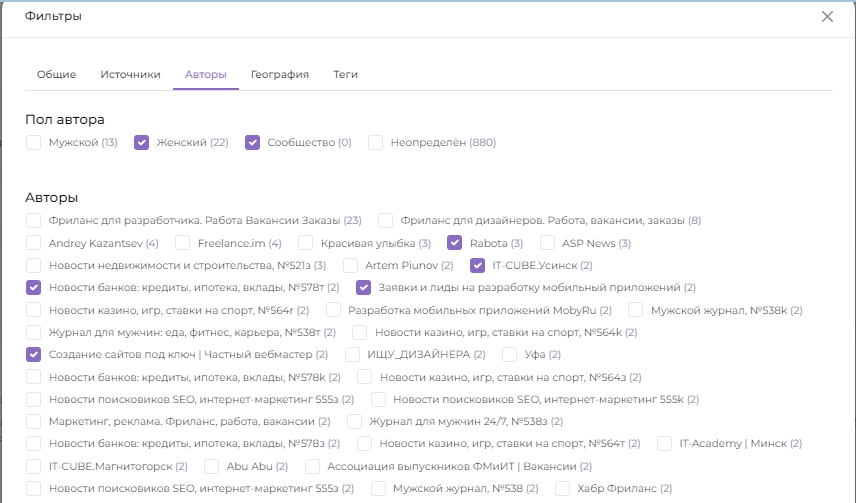 Фильтры
Общие Источники Авторы География Теги
Пол автора
Мужской (13) Женский (22) Сообщество (0) Неопределён (880)
Авторы
Фриланс для разработчика. Работа Вакансии Заказы (23) Фриланс для дизайнеров. Работа, вакансии, заказы (8)
Andrey Kazantsev (4) Freelance.im (4) Красивая улыбка (3) Rabota (3) ASP News (3)
Новости недвижимости и строительства, №521з (3) Artem Piunov (2) IT-CUBE.Усинск (2)
Новости банков: кредиты, ипотека, вклады, №578т (2) Заявки и лиды на разработку мобильный приложений (2)
Новости казино, игр, ставки на спорт, №564г (2) Разработка мобильных приложений MobyRu (2) Мужской журнал, №538k (2)
Журнал для мужчин: еда, фитнес, карьера, №538т (2) Новости казино, игр, ставки на спорт, №564k (2)
Создание сайтов под ключ | Частный вебмастер (2) ИЩУ_ДИЗАЙНЕРА (2) Уфа (2)
Новости банков: кредиты, ипотека, вклады, №578k (2) Новости казино, игр, ставки на спорт, №564з (2)
Новости поисковиков SEO, интернет-маркетинг 555з (2) Новости поисковиков SEO, интернет-маркетинг 555k (2)
Маркетинг, реклама. Фриланс, работа, вакансии (2) Журнал для мужчин 24/7, №538з (2)
Новости банков: кредиты, ипотека, вклады, №578з (2) Новости казино, игр, ставки на спорт, №564т (2) IT-Academy | Минск (2)
IT-CUBE.Магнитогорск (2) Abu Abu (2) Ассоциация выпускников ФМиИТ | Вакансии (2)
Новости поисковиков SEO, интернет-маркетинг 555з (2) Мужской журнал, №538 (2) Хабр Фриланс (2)